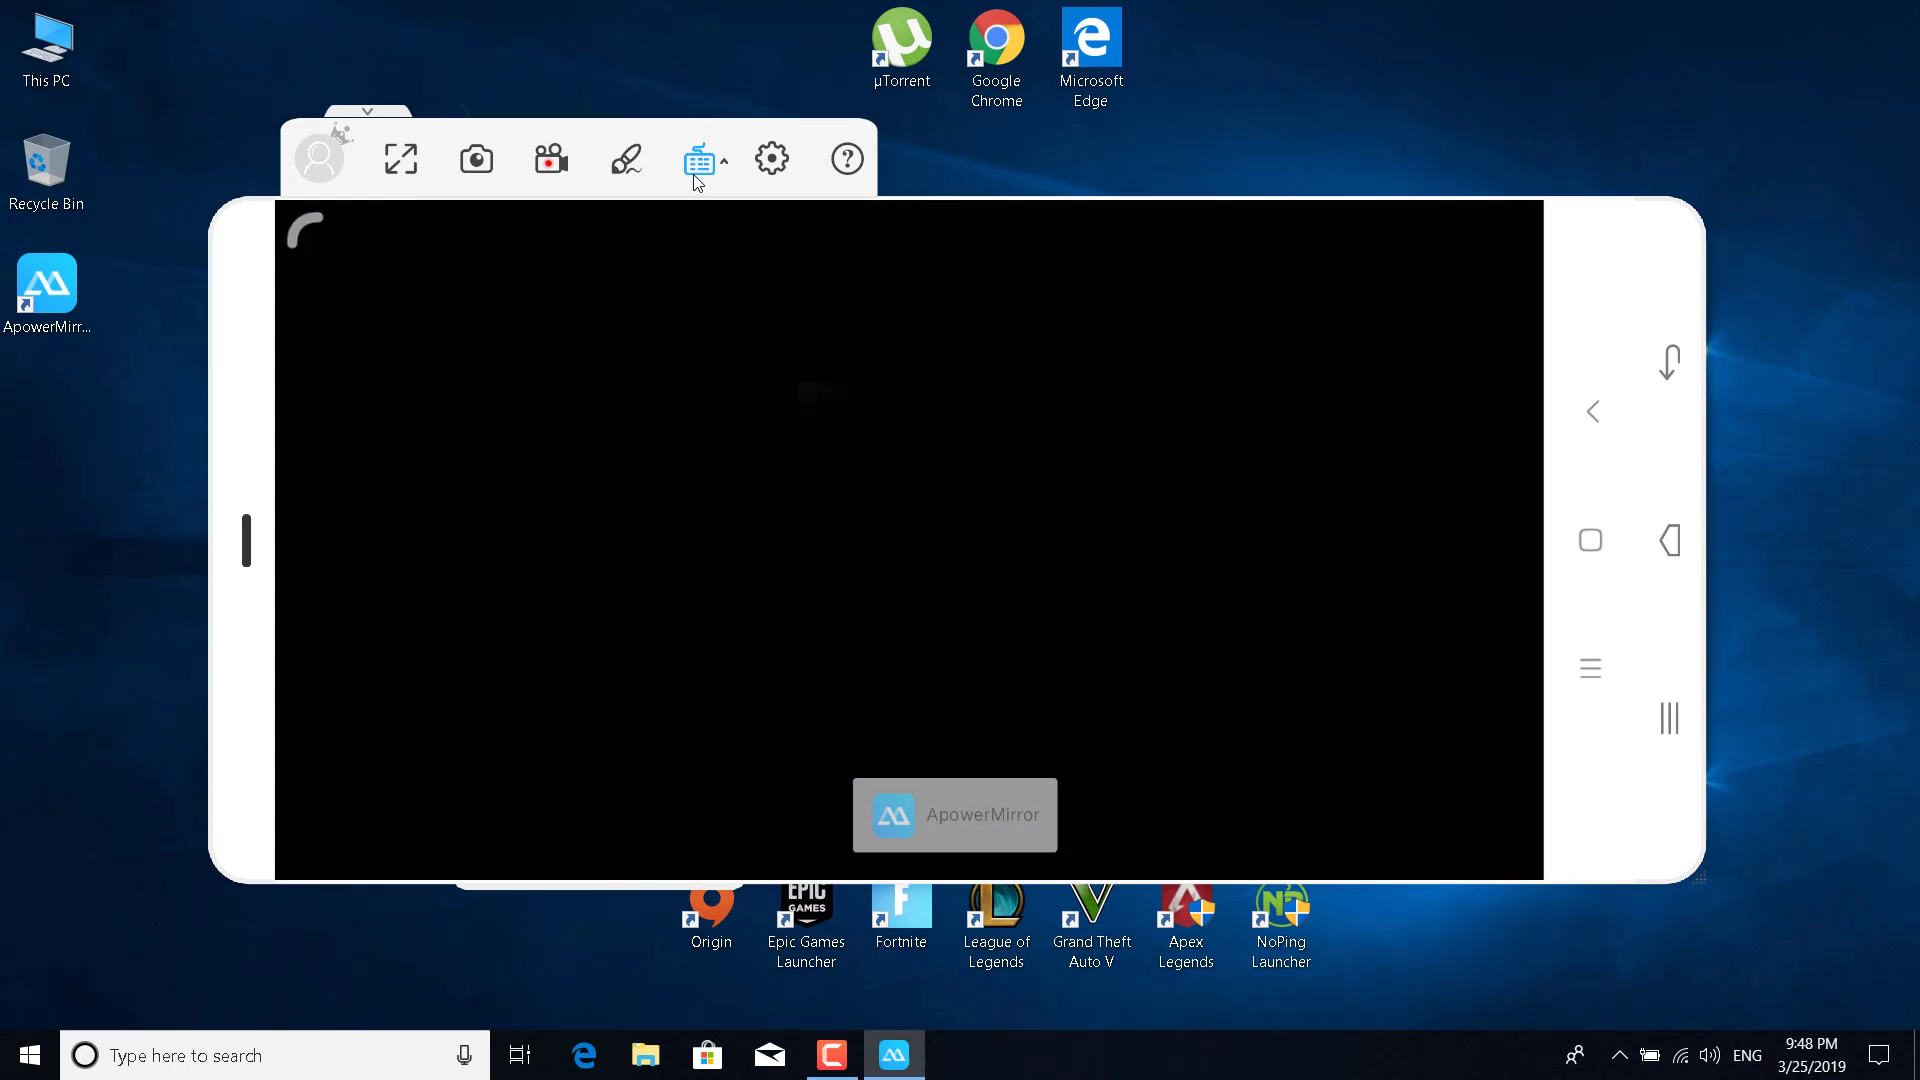 This PC
µTorrent
Google
Chrome
Microsoft
Edge
Recycle Bin
ApowerMirr...
ApowerMirror
EPIC
GAMES
Origin
Epic Games
Launcher
Fortnite
League of
Legends
Grand Theft
Auto V
Apex
Legends
NoPing
Launcher
Type here to search
ENG
9:48 PM
3/25/2019